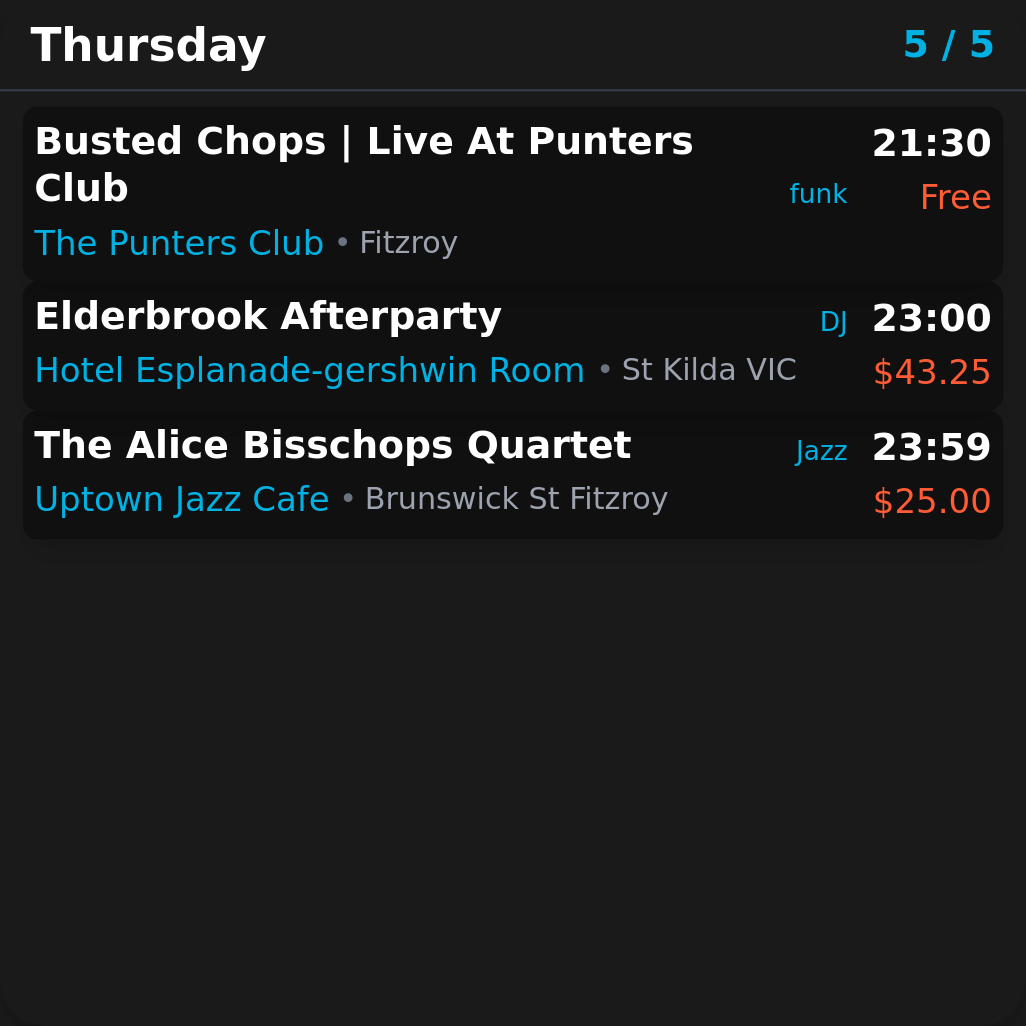 Thursday 5 / 5
Busted Chops | Live At Punters Club
funk
21:30
Free
The Punters Club • Fitzroy
Elderbrook Afterparty
DJ
23:00
Hotel Esplanade-gershwin Room • St Kilda VIC
$43.25
The Alice Bisschops Quartet
Jazz
23:59
Uptown Jazz Cafe • Brunswick St Fitzroy
$25.00